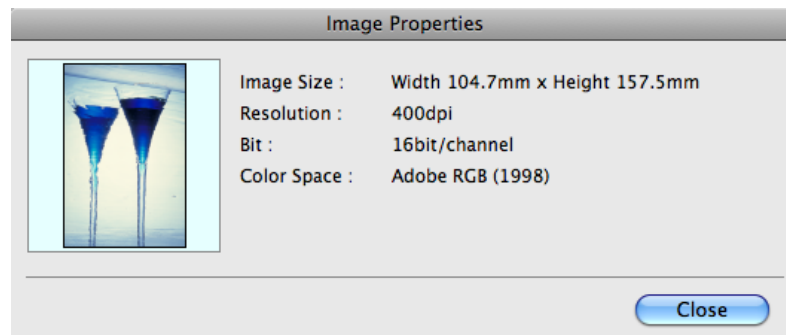 Image Properties
Image Size : Width 104.7mm x Height 157.5mm
Resolution : 400dpi
Bit : 16bit/channel
Color Space : Adobe RGB (1998)
Close